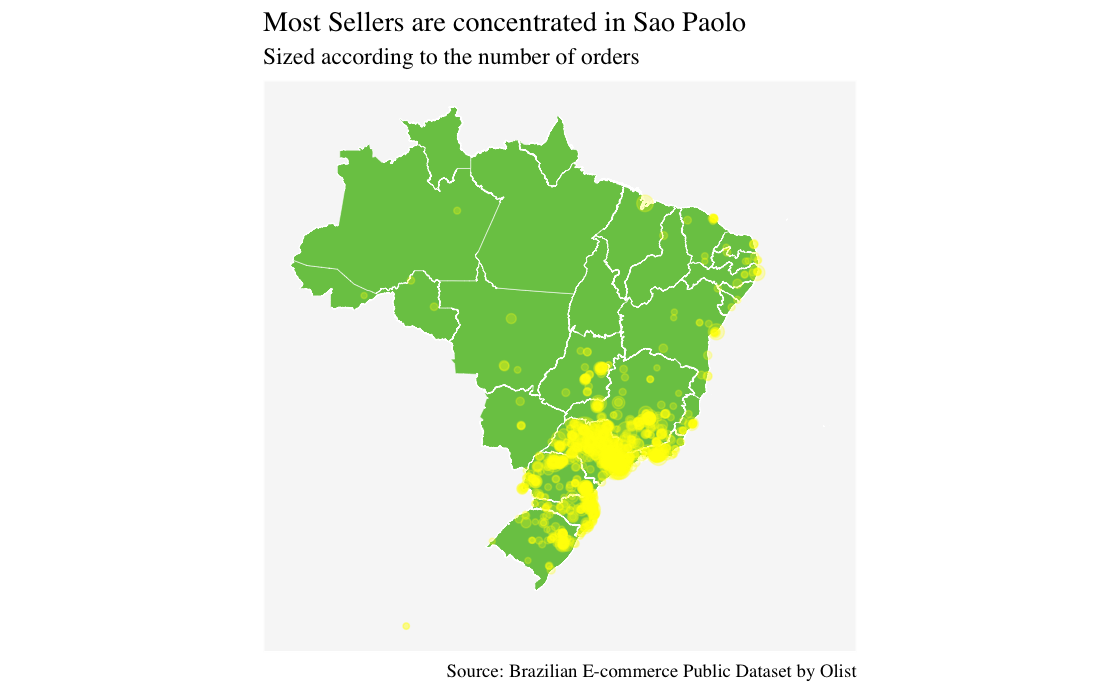 Most Sellers are concentrated in Sao Paolo
Sized according to the number of orders
Source: Brazilian E-commerce Public Dataset by Olist